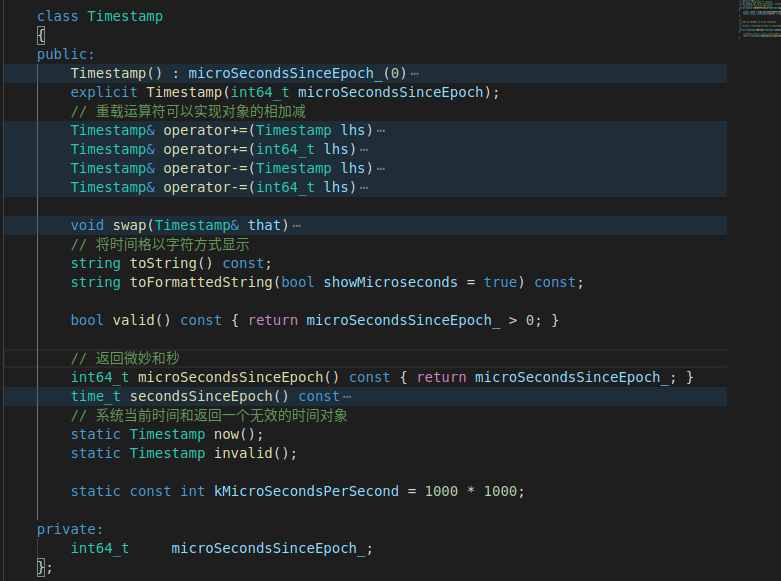 class Timestamp
{
public:
Timestamp() : microSecondsSinceEpoch_(0)⋯
explicit Timestamp(int64_t microSecondsSinceEpoch);
// 重载运算符可以实现对象的相加减
Timestamp& operator+=(Timestamp lhs)⋯
Timestamp& operator+=(int64_t lhs)⋯
Timestamp& operator-=(Timestamp lhs)⋯
Timestamp& operator-=(int64_t lhs)⋯
void swap(Timestamp& that)⋯
// 将时间格以字符方式显示
string toString() const;
string toFormattedString(bool showMicroseconds = true) const;
bool valid() const { return microSecondsSinceEpoch_ > 0; }
// 返回微妙和秒
int64_t microSecondsSinceEpoch() const { return microSecondsSinceEpoch_; }
time_t secondsSinceEpoch() const⋯
// 系统当前时间和返回一个无效的时间对象
static Timestamp now();
static Timestamp invalid();
static const int kMicroSecondsPerSecond = 1000 * 1000;
private:
int64_t     microSecondsSinceEpoch_;
};